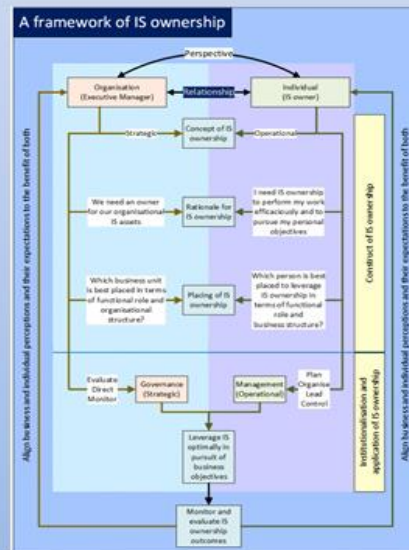 A framework of IS ownership
Perspective
Organisation
(Executive Manager)
Relationship
Individual
(IS owner)
Strategic
Concept of IS
ownership
Operational
We need an owner
for our organisational
IS assets
Rationale for
IS ownership
I need IS ownership
to perform my work
efficaciously and to
pursue my personal
objectives
Which business unit
is best placed in terms
of functional role and
organisational
structure?
Placing of IS
ownership
Which person is best
placed to leverage
IS ownership in
terms of functional
role and
business structure?
Construct of IS ownership
Evaluate
Direct
Monitor
Governance
(Strategic)
Management
(Operational)
Plan
Organise
Lead
Control
Institutionalisation and
application of IS ownership
Leverage IS
optimally in
pursuit of
business
objectives
Monitor and
evaluate IS
ownership
outcomes
Align business and individual perceptions and their expectations to the benefit of both
Align business and individual perceptions and their expectations to the benefit of both